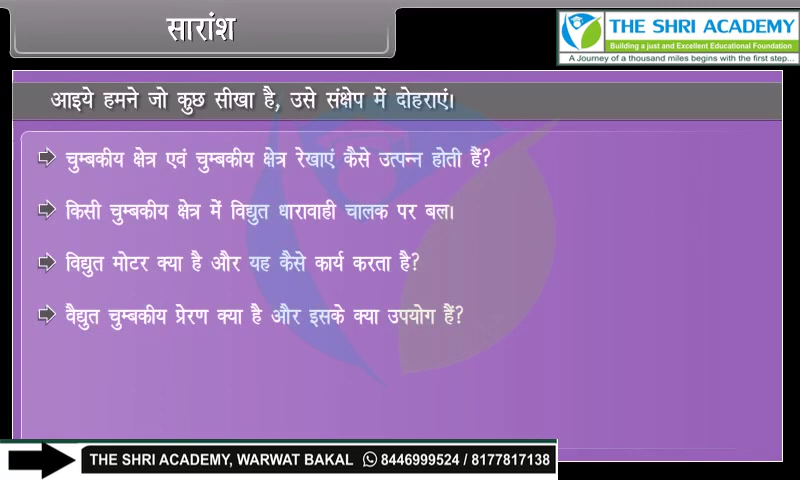 सारांश
THE SHRI ACADEMY
Building a just and Excellent Educational Foundation
A Journey of a thousand miles begins with the first step...
आइये हमने जो कुछ सीखा है, उसे संक्षेप में दोहराएं।
चुम्बकीय क्षेत्र एवं चुम्बकीय क्षेत्र रेखाएं कैसे उत्पन्न होती हैं?
किसी चुम्बकीय क्षेत्र में विद्युत धारावाही चालक पर बल।
विद्युत मोटर क्या है और यह कैसे कार्य करता है?
वैद्युत चुम्बकीय प्रेरण क्या है और इसके क्या उपयोग हैं?
THE SHRI ACADEMY, WARWAT BAKAL 8446999524 / 8177817138